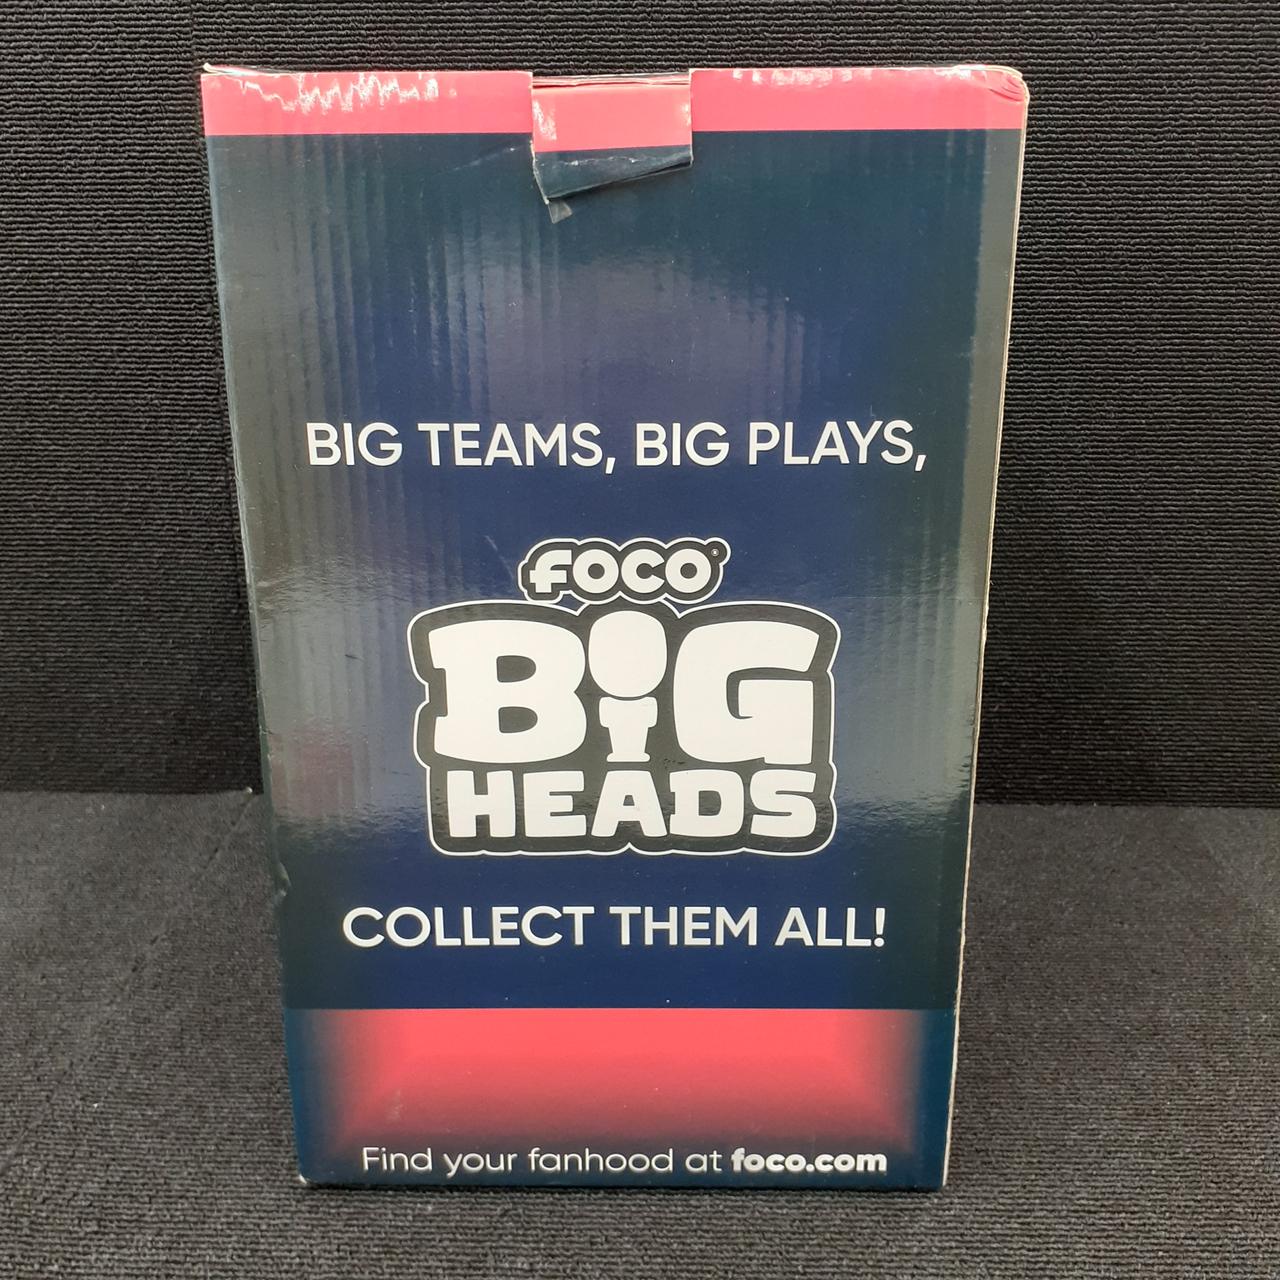 BIG TEAMS, BIG PLAYS,
FOCO®
BIG
HEADS
COLLECT THEM ALL!
Find your fanhood at foco.com